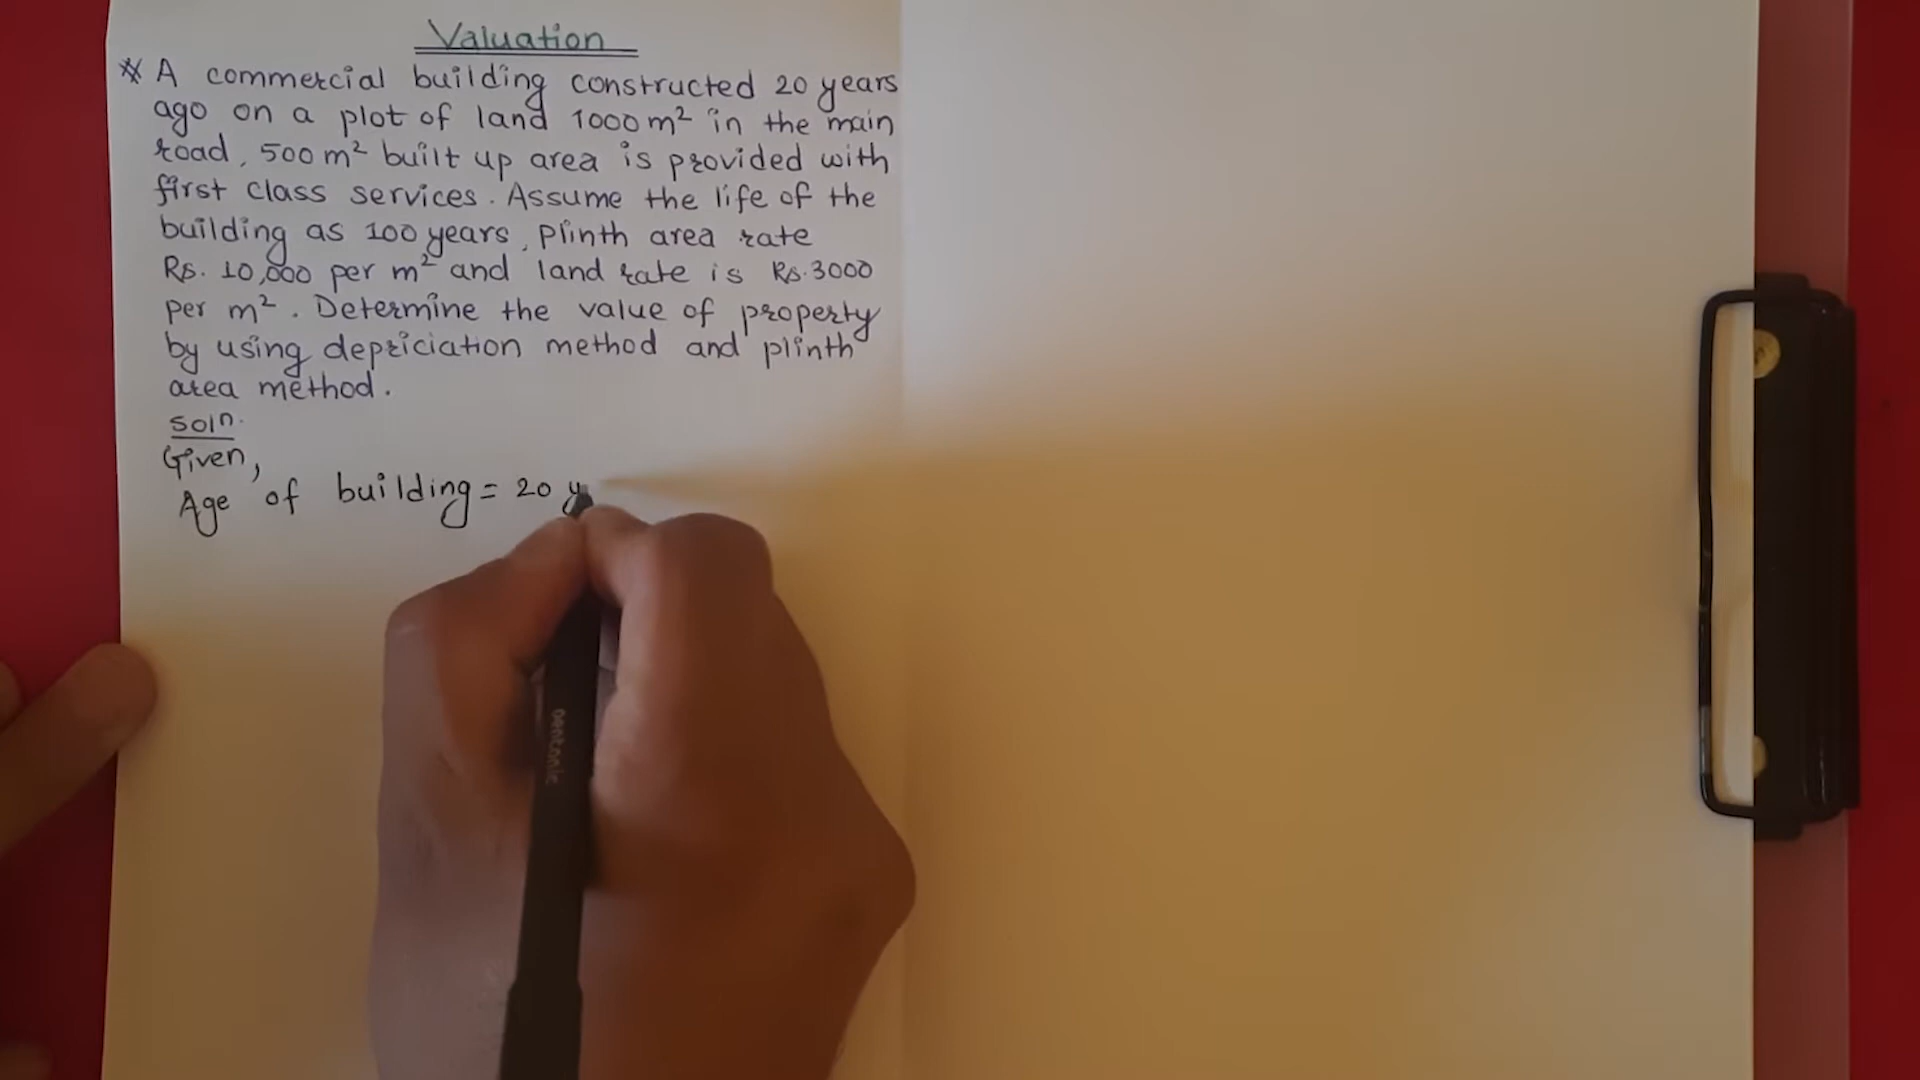 Valuation
* A commercial building constructed 20 years
ago on a plot of land 1000 m² in the main
road, 500 m² built up area is provided with
first class services. Assume the life of the
building as 100 years, plinth area rate
Rs. 10,000 per m² and land rate is Rs. 3000
per m². Determine the value of property
by using depriciation method and plinth
area method.
Solⁿ.
Given,
Age of building = 20 y